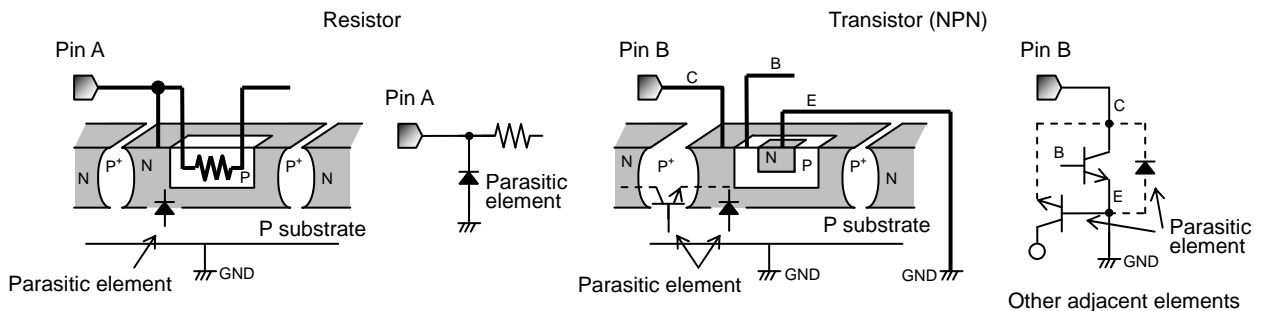 Resistor
Transistor (NPN)
Pin A
Pin A
Pin B
Pin B
C
B
E
C
B
E
N
P+
N
P
P+
N
N
P+
N
P
P+
N
Parasitic
element
P substrate
P substrate
Parasitic
element
Parasitic element
GND
Parasitic element
GND
GND
GND
Other adjacent elements